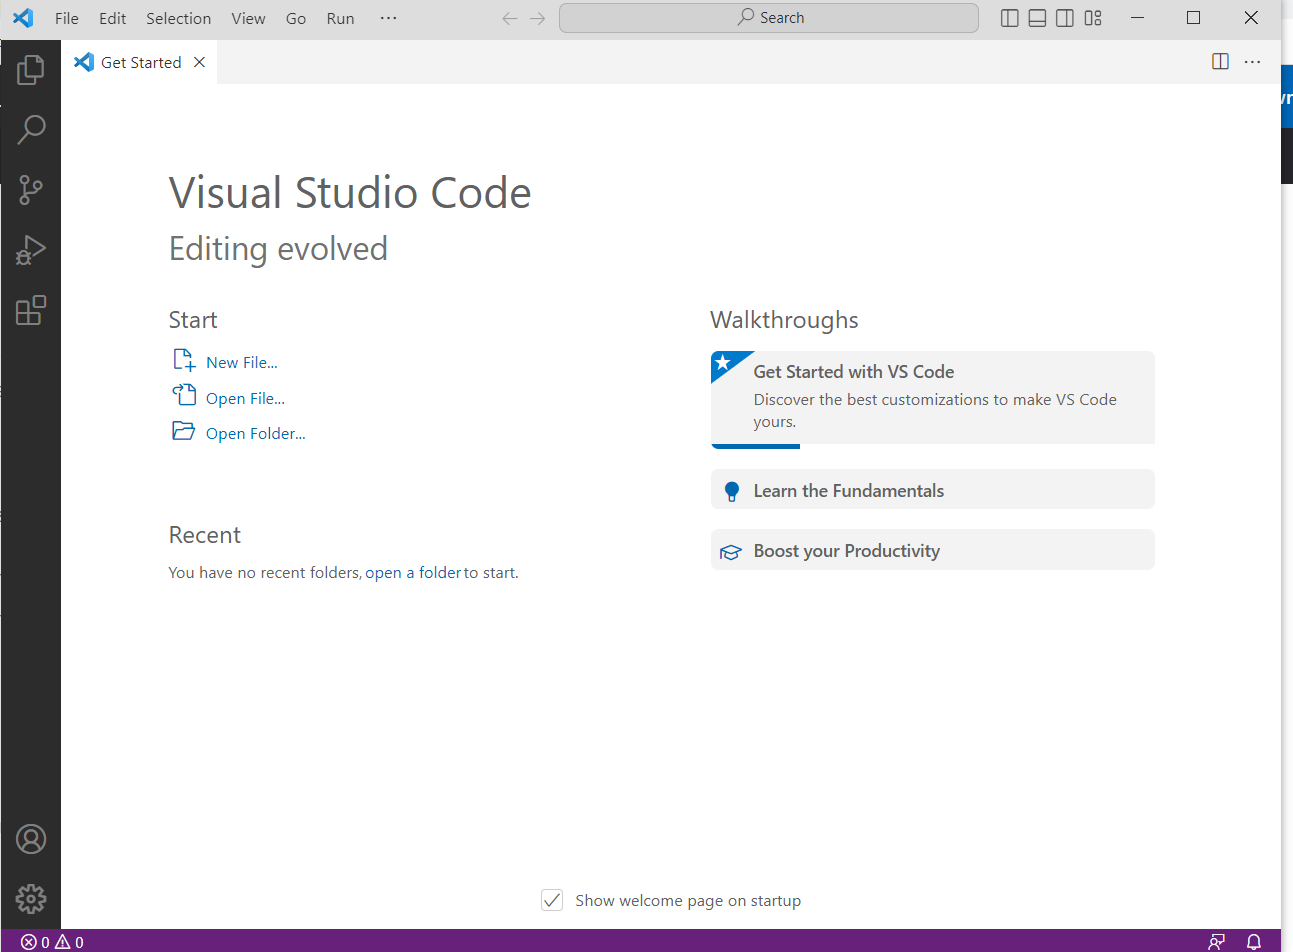 File Edit Selection View Go Run ...
Search
Get Started
Visual Studio Code
Editing evolved
Start
New File...
Open File...
Open Folder...
Recent
You have no recent folders, open a folder to start.
Walkthroughs
Get Started with VS Code
Discover the best customizations to make VS Code
yours.
Learn the Fundamentals
Boost your Productivity
Show welcome page on startup
0 0